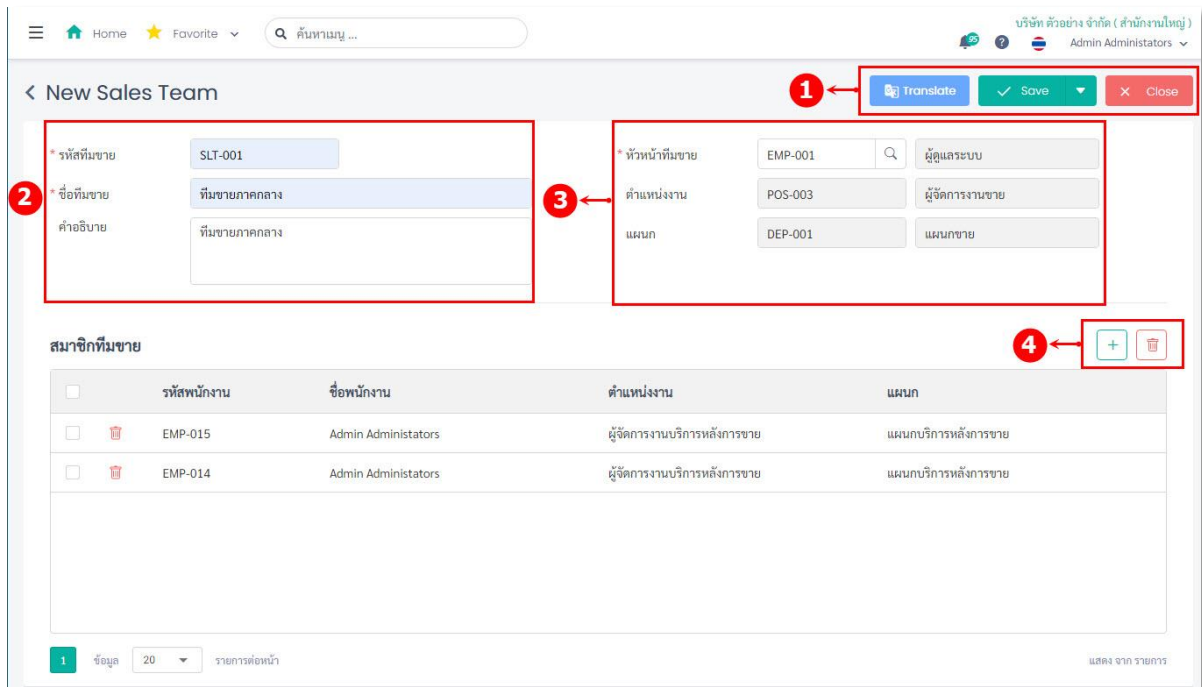 บริษัท ตัวอย่าง จำกัด ( สำนักงานใหญ่ )
Home Favorite ค้นหาเมนู ... 95 ? Admin Administators
New Sales Team 1 Translate Save Close
* รหัสทีมขาย SLT-001 * หัวหน้าทีมขาย EMP-001 ผู้ดูแลระบบ
2 * ชื่อทีมขาย ทีมขายภาคกลาง 3 ตำแหน่งงาน POS-003 ผู้จัดการงานขาย
คำอธิบาย ทีมขายภาคกลาง แผนก DEP-001 แผนกขาย
สมาชิกทีมขาย 4 +
รหัสพนักงาน ชื่อพนักงาน ตำแหน่งงาน แผนก
EMP-015 Admin Administators ผู้จัดการงานบริการหลังการขาย แผนกบริการหลังการขาย
EMP-014 Admin Administators ผู้จัดการงานบริการหลังการขาย แผนกบริการหลังการขาย
1 ข้อมูล 20 รายการต่อหน้า แสดง จาก รายการ